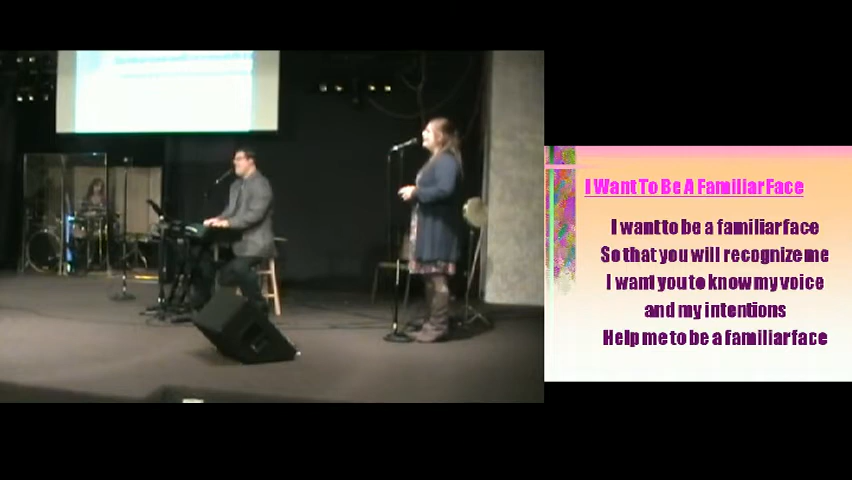 I Want To Be A Familiar Face
I want to be a familiar face
So that you will recognize me
I want you to know my voice
and my intentions
Help me to be a familiar face